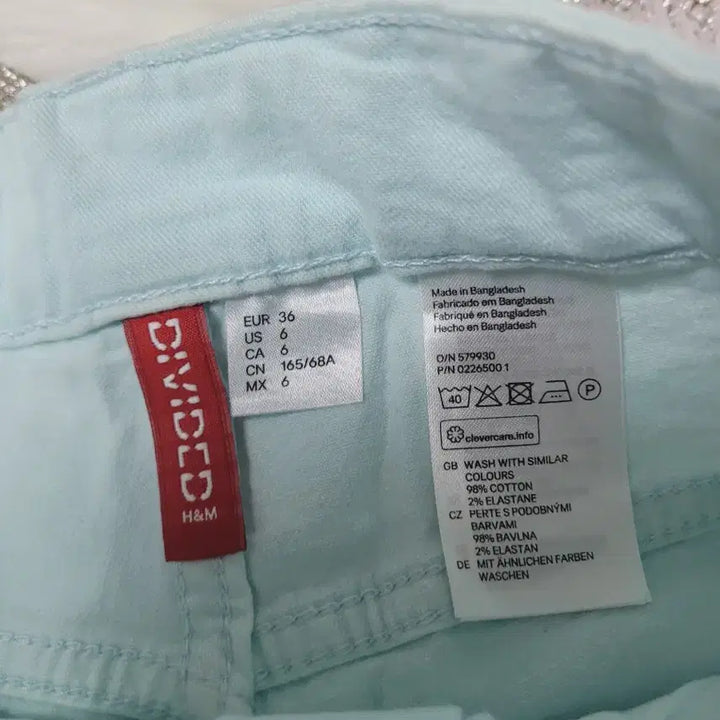 DIVIDED
H&M
EUR 36
US 6
CA 6
CN 165/68A
MX 6
Made in Bangladesh
Fabricado em Bangladesh
Fabriqué en Bangladesh
Hecho en Bangladesh
O/N 579930
P/N 0226500 1
40
P
clevercare.info
GB WASH WITH SIMILAR
COLOURS
98% COTTON
2% ELASTANE
CZ PERTE S PODOBNÝMI
BARVAMI
98% BAVLNA
2% ELASTAN
DE MIT ÄHNLICHEN FARBEN
WASCHEN